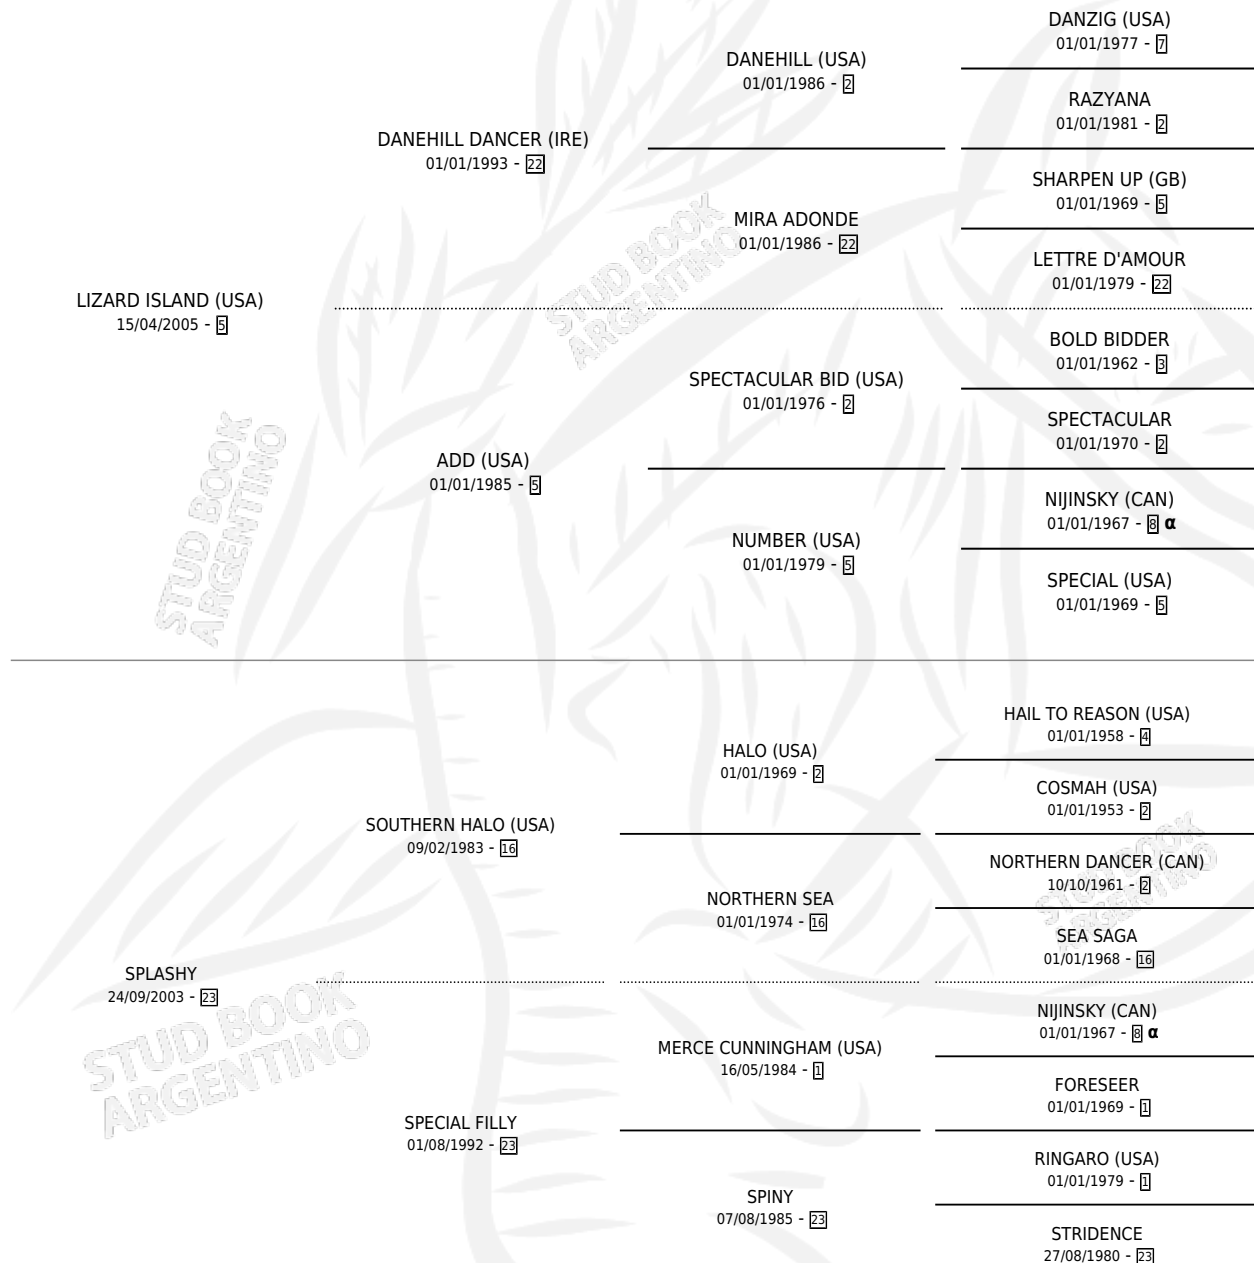 DANZIG (USA)
01/01/1977 - 7
DANEHILL (USA)
01/01/1986 - 2
RAZYANA
01/01/1981 - 2
DANEHILL DANCER (IRE)
01/01/1993 - 22
SHARPEN UP (GB)
01/01/1969 - 5
MIRA ADONDE
01/01/1986 - 22
LETTRE D'AMOUR
01/01/1979 - 22
STUD BOOK
ARGENTINO
LIZARD ISLAND (USA)
15/04/2005 - 5
BOLD BIDDER
01/01/1962 - 3
SPECTACULAR BID (USA)
01/01/1976 - 2
SPECTACULAR
01/01/1970 - 2
ADD (USA)
01/01/1985 - 5
NIJINSKY (CAN)
01/01/1967 - 8 α
NUMBER (USA)
01/01/1979 - 5
SPECIAL (USA)
01/01/1969 - 5
STUD BOOK
ARGENTINO
HAIL TO REASON (USA)
01/01/1958 - 4
HALO (USA)
01/01/1969 - 2
COSMAH (USA)
01/01/1953 - 2
SOUTHERN HALO (USA)
09/02/1983 - 16
NORTHERN DANCER (CAN)
10/10/1961 - 2
STUD BOOK
ARGENTINO
NORTHERN SEA
01/01/1974 - 16
SEA SAGA
01/01/1968 - 16
SPLASHY
24/09/2003 - 23
STUD BOOK
ARGENTINO
NIJINSKY (CAN)
01/01/1967 - 8 α
MERCE CUNNINGHAM (USA)
16/05/1984 - 1
FORESEER
01/01/1969 - 1
SPECIAL FILLY
01/08/1992 - 23
RINGARO (USA)
01/01/1979 - 1
SPINY
07/08/1985 - 23
STRIDENCE
27/08/1980 - 23